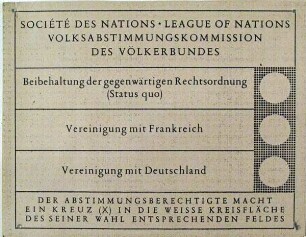 SOCIÉTÉ DES NATIONS • LEAGUE OF NATIONS
VOLKSABSTIMMUNGSKOMMISSION
DES VÖLKERBUNDES
Beibehaltung der gegenwärtigen Rechtsordnung
(Status quo)
Vereinigung mit Frankreich
Vereinigung mit Deutschland
DER ABSTIMMUNGSBERECHTIGTE MACHT
EIN KREUZ (X) IN DIE WEISSE KREISFLÄCHE
DES SEINER WAHL ENTSPRECHENDEN FELDES